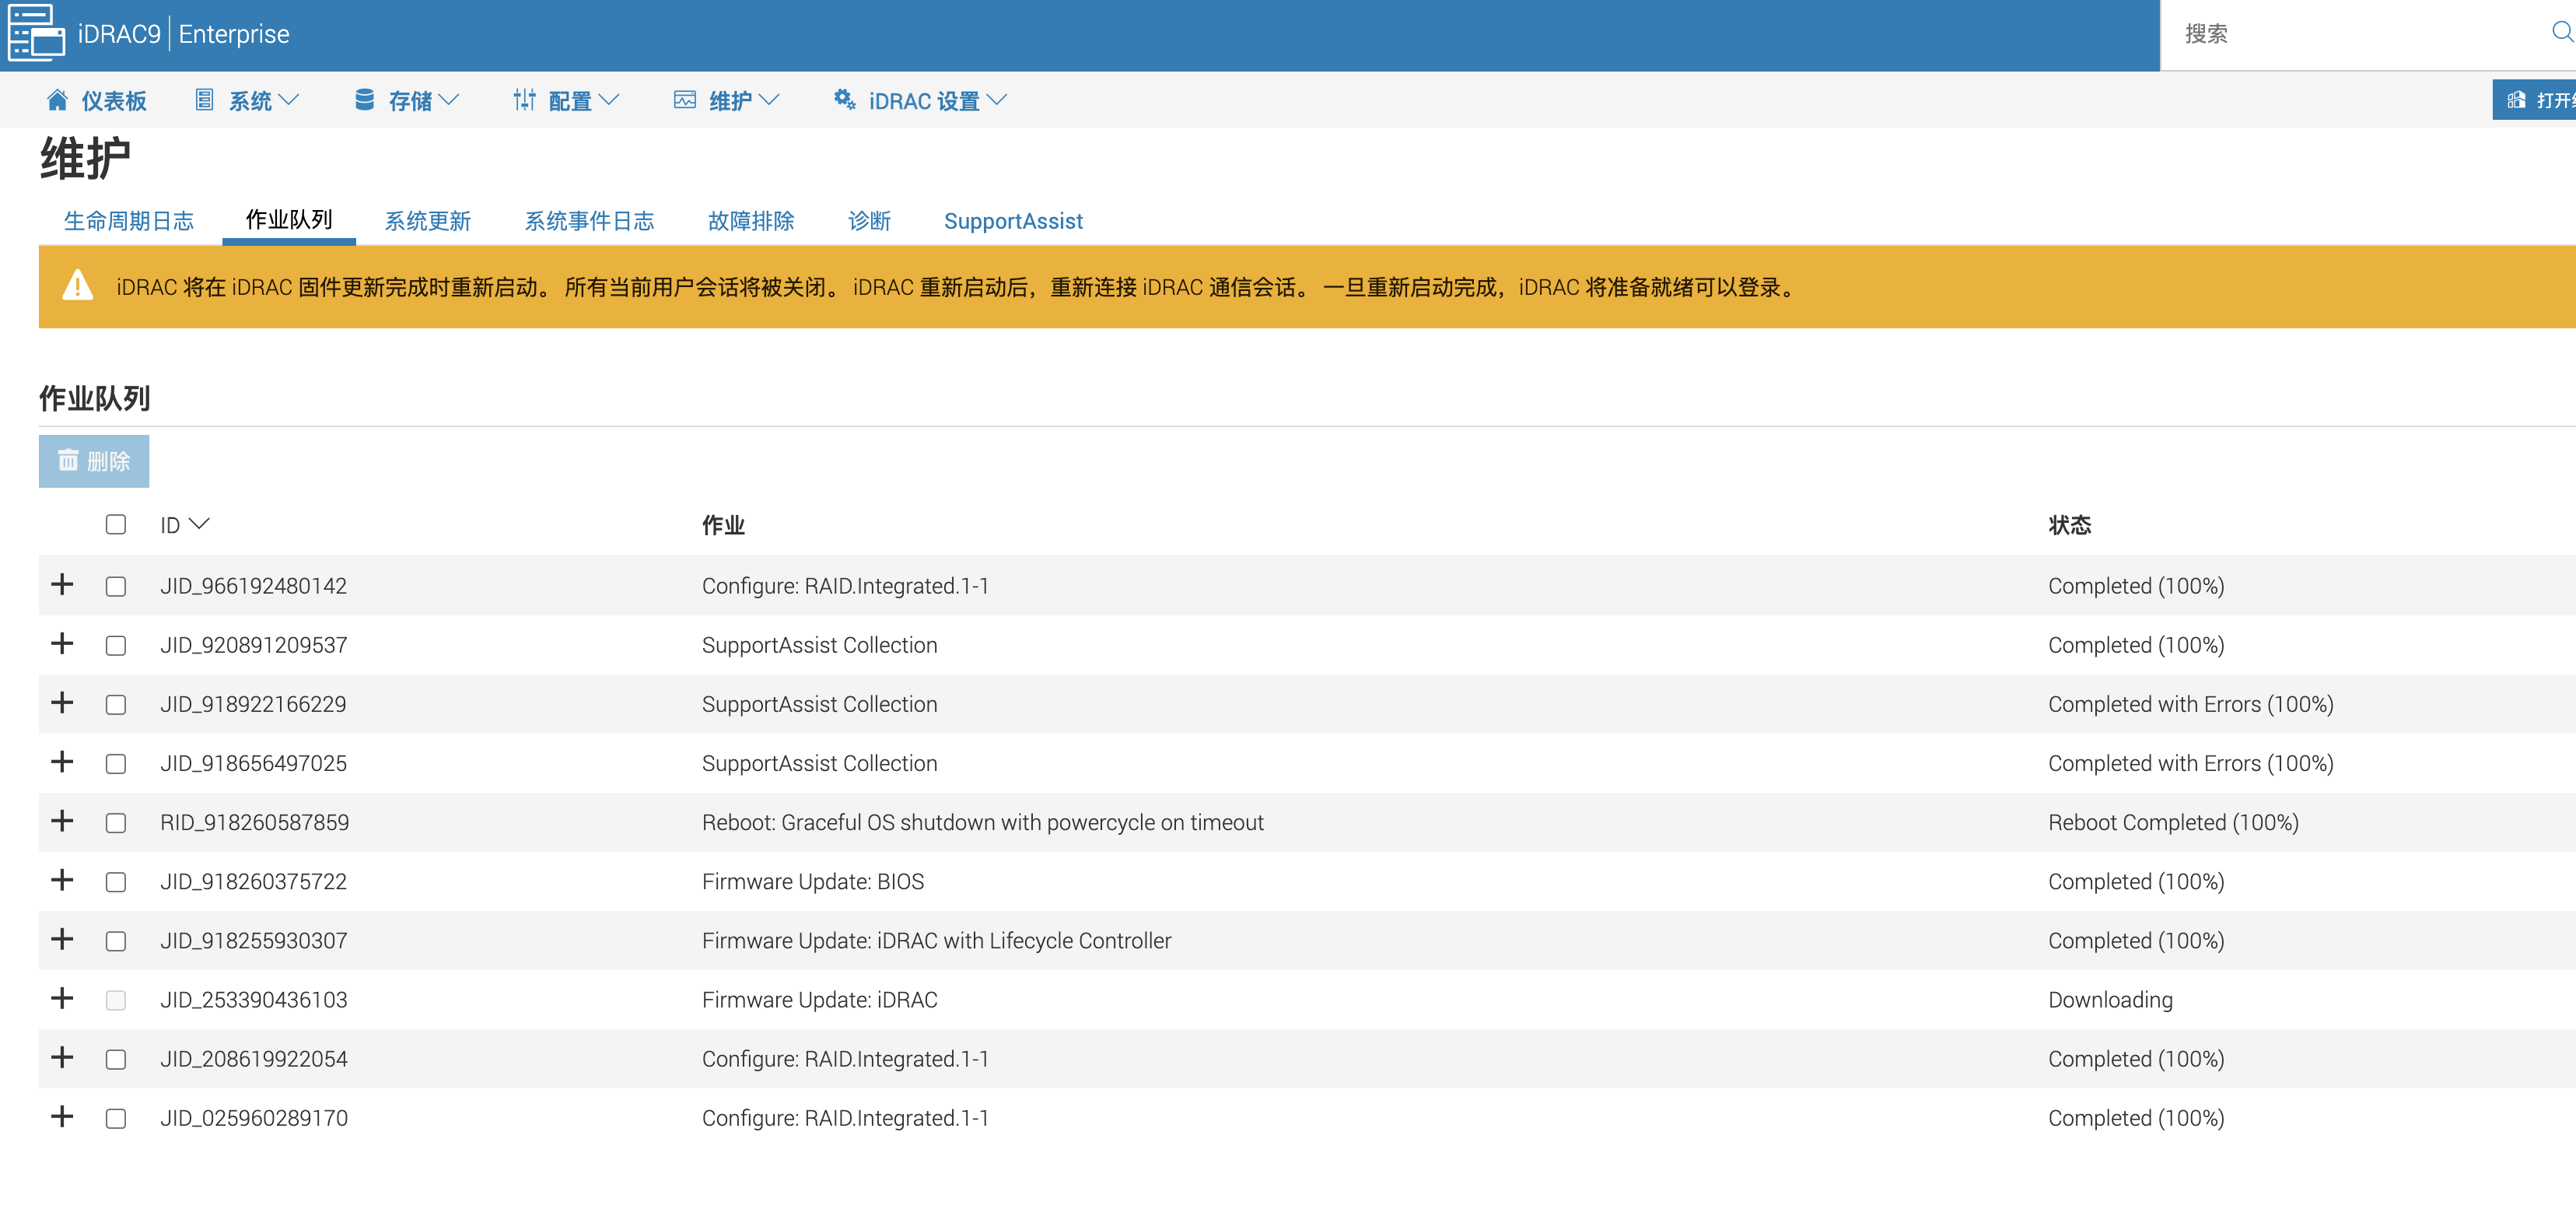 iDRAC9 | Enterprise
搜索
仪表板 系统 存储 配置 维护 iDRAC 设置
打开
维护
生命周期日志 作业队列 系统更新 系统事件日志 故障排除 诊断 SupportAssist
iDRAC 将在 iDRAC 固件更新完成时重新启动。 所有当前用户会话将被关闭。 iDRAC 重新启动后，重新连接 iDRAC 通信会话。 一旦重新启动完成，iDRAC 将准备就绪可以登录。
作业队列
删除
ID 作业 状态
JID_966192480142 Configure: RAID.Integrated.1-1 Completed (100%)
JID_920891209537 SupportAssist Collection Completed (100%)
JID_918922166229 SupportAssist Collection Completed with Errors (100%)
JID_918656497025 SupportAssist Collection Completed with Errors (100%)
RID_918260587859 Reboot: Graceful OS shutdown with powercycle on timeout Reboot Completed (100%)
JID_918260375722 Firmware Update: BIOS Completed (100%)
JID_918255930307 Firmware Update: iDRAC with Lifecycle Controller Completed (100%)
JID_253390436103 Firmware Update: iDRAC Downloading
JID_208619922054 Configure: RAID.Integrated.1-1 Completed (100%)
JID_025960289170 Configure: RAID.Integrated.1-1 Completed (100%)